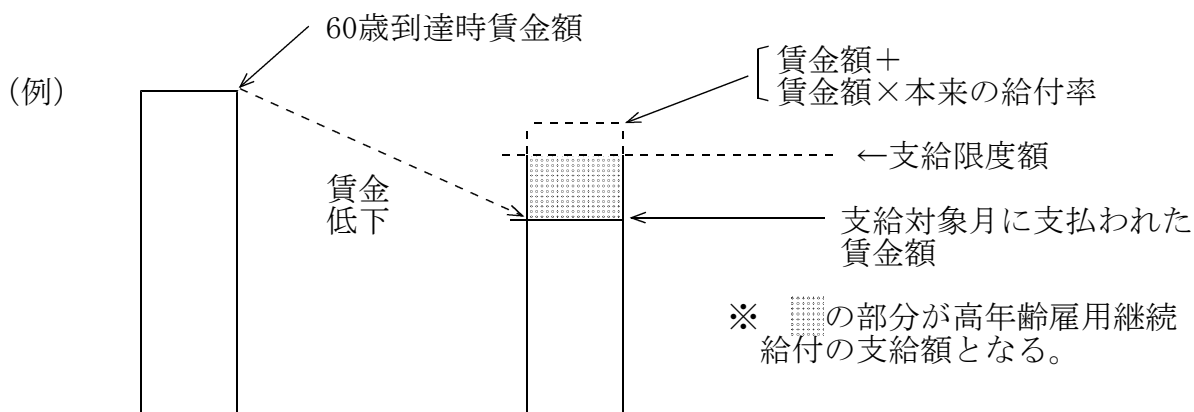 60歳到達時賃金額
(例)
賃金額＋
賃金額×本来の給付率
←支給限度額
賃金
低下
支給対象月に支払われた
賃金額
※　の部分が高年齢雇用継続
給付の支給額となる。